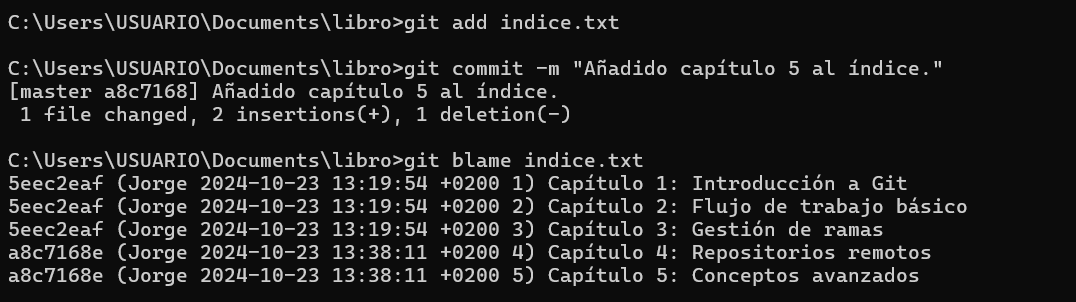 C:\Users\USUARIO\Documents\libro>git add indice.txt
C:\Users\USUARIO\Documents\libro>git commit -m "Añadido capítulo 5 al índice."
[master a8c7168] Añadido capítulo 5 al índice.
 1 file changed, 2 insertions(+), 1 deletion(-)
C:\Users\USUARIO\Documents\libro>git blame indice.txt
5eec2eaf (Jorge 2024-10-23 13:19:54 +0200 1) Capítulo 1: Introducción a Git
5eec2eaf (Jorge 2024-10-23 13:19:54 +0200 2) Capítulo 2: Flujo de trabajo básico
5eec2eaf (Jorge 2024-10-23 13:19:54 +0200 3) Capítulo 3: Gestión de ramas
a8c7168e (Jorge 2024-10-23 13:38:11 +0200 4) Capítulo 4: Repositorios remotos
a8c7168e (Jorge 2024-10-23 13:38:11 +0200 5) Capítulo 5: Conceptos avanzados